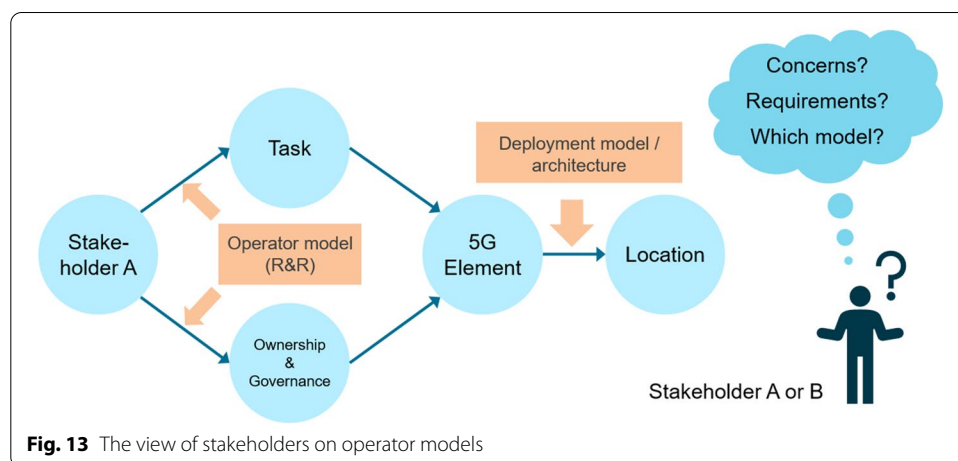 Concerns?
Requirements?
Which model?
Task
Deployment model /
architecture
Stake-
holder A
Operator model
(R&R)
5G
Element
Location
Ownership
&
Governance
?
Stakeholder A or B
Fig. 13 The view of stakeholders on operator models